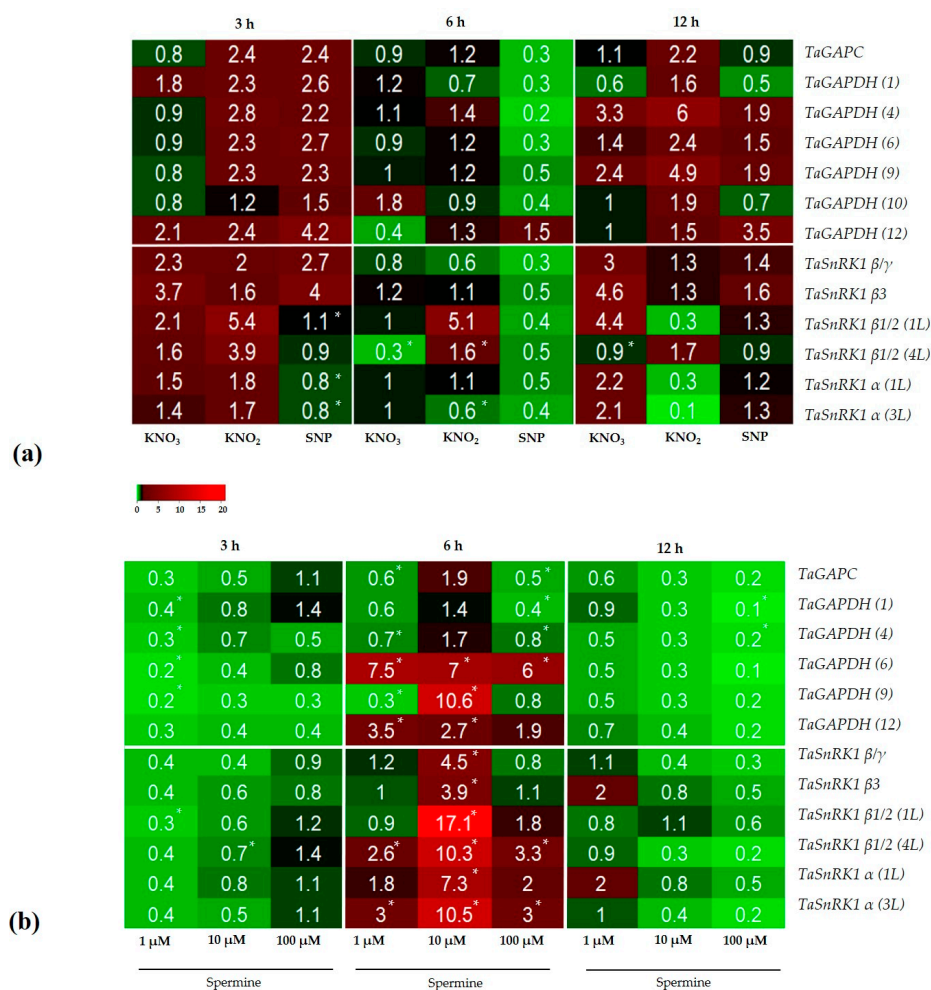 3 h 6 h 12 h
0.8 2.4 2.4 0.9 1.2 0.3 1.1 2.2 0.9 TaGAPC
1.8 2.3 2.6 1.2 0.7 0.3 0.6 1.6 0.5 TaGAPDH (1)
0.9 2.8 2.2 1.1 1.4 0.2 3.3 6 1.9 TaGAPDH (4)
0.9 2.3 2.7 0.9 1.2 0.3 1.4 2.4 1.5 TaGAPDH (6)
0.8 2.3 2.3 1 1.2 0.5 2.4 4.9 1.9 TaGAPDH (9)
0.8 1.2 1.5 1.8 0.9 0.4 1 1.9 0.7 TaGAPDH (10)
2.1 2.4 4.2 0.4 1.3 1.5 1 1.5 3.5 TaGAPDH (12)
2.3 2 2.7 0.8 0.6 0.3 3 1.3 1.4 TaSnRK1 β/γ
3.7 1.6 4 1.2 1.1 0.5 4.6 1.3 1.6 TaSnRK1 β3
2.1 5.4 1.1* 1 5.1 0.4 4.4 0.3 1.3 TaSnRK1 β1/2 (1L)
1.6 3.9 0.9 0.3* 1.6* 0.5 0.9* 1.7 0.9 TaSnRK1 β1/2 (4L)
1.5 1.8 0.8* 1 1.1 0.5 2.2 0.3 1.2 TaSnRK1 α (1L)
1.4 1.7 0.8* 1 0.6* 0.4 2.1 0.1 1.3 TaSnRK1 α (3L)
KNO₃ KNO₂ SNP KNO₃ KNO₂ SNP KNO₃ KNO₂ SNP
(a)
0 5 10 15 20
3 h 6 h 12 h
0.3 0.5 1.1 0.6* 1.9 0.5* 0.6 0.3 0.2 TaGAPC
0.4* 0.8 1.4 0.6 1.4 0.4* 0.9 0.3 0.1* TaGAPDH (1)
0.3* 0.7 0.5 0.7* 1.7 0.8* 0.5 0.3 0.2* TaGAPDH (4)
0.2* 0.4 0.8 7.5* 7* 6* 0.5 0.3 0.1 TaGAPDH (6)
0.2* 0.3 0.3 0.3* 10.6* 0.8 0.5 0.3 0.2 TaGAPDH (9)
0.3 0.4 0.4 3.5* 2.7* 1.9 0.7 0.4 0.2 TaGAPDH (12)
0.4 0.4 0.9 1.2 4.5* 0.8 1.1 0.4 0.3 TaSnRK1 β/γ
0.4 0.6 0.8 1 3.9* 1.1 2 0.8 0.5 TaSnRK1 β3
0.3* 0.6 1.2 0.9 17.1* 1.8 0.8 1.1 0.6 TaSnRK1 β1/2 (1L)
0.4 0.7* 1.4 2.6* 10.3* 3.3* 0.9 0.3 0.2 TaSnRK1 β1/2 (4L)
0.4 0.8 1.1 1.8 7.3* 2 2 0.8 0.5 TaSnRK1 α (1L)
0.4 0.5 1.1 3* 10.5* 3* 1 0.4 0.2 TaSnRK1 α (3L)
(b)
1 μM 10 μM 100 μM 1 μM 10 μM 100 μM 1 μM 10 μM 100 μM
Spermine Spermine Spermine